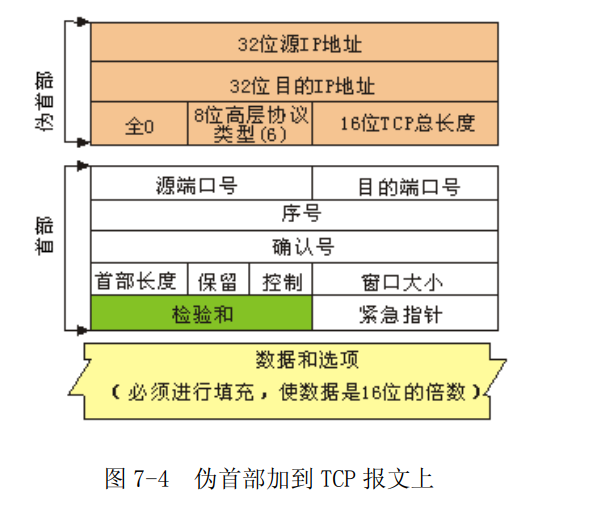 伪首部
32位源IP地址
32位目的IP地址
全0 8位高层协议类型(6) 16位TCP总长度
首部
源端口号 目的端口号
序号
确认号
首部长度 保留 控制 窗口大小
检验和 紧急指针
数据和选项
(必须进行填充,使数据是16位的倍数)
图 7-4 伪首部加到 TCP 报文上